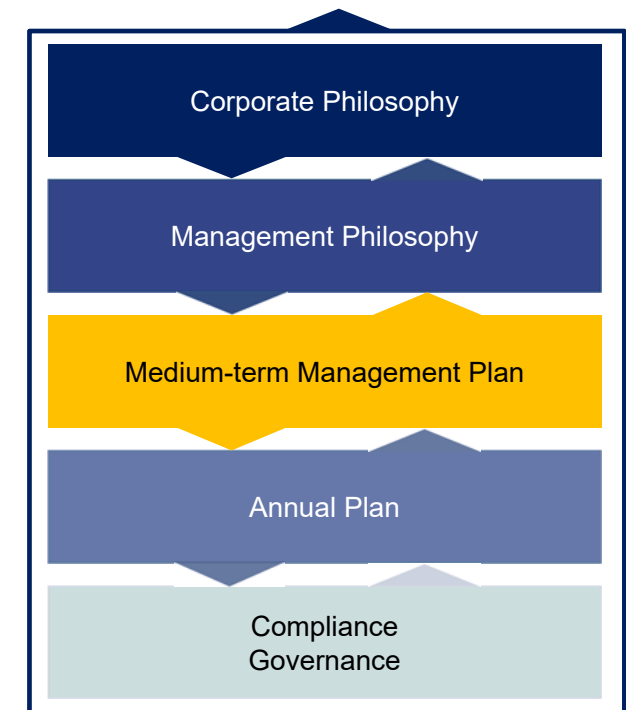 Corporate Philosophy
Management Philosophy
Medium-term Management Plan
Annual Plan
Compliance
Governance